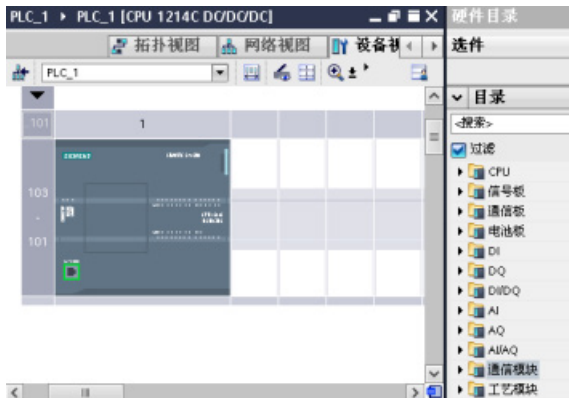 PLC_1 ▸ PLC_1 [CPU 1214C DC/DC/DC]
硬件目录
拓扑视图
网络视图
设备视
选件
PLC_1
目录
<搜索>
过滤
101
1
103
-
101
SIEMENS
CPU
信号板
通信板
电池板
DI
DQ
DI/DQ
AI
AQ
AI/AQ
通信模块
工艺模块